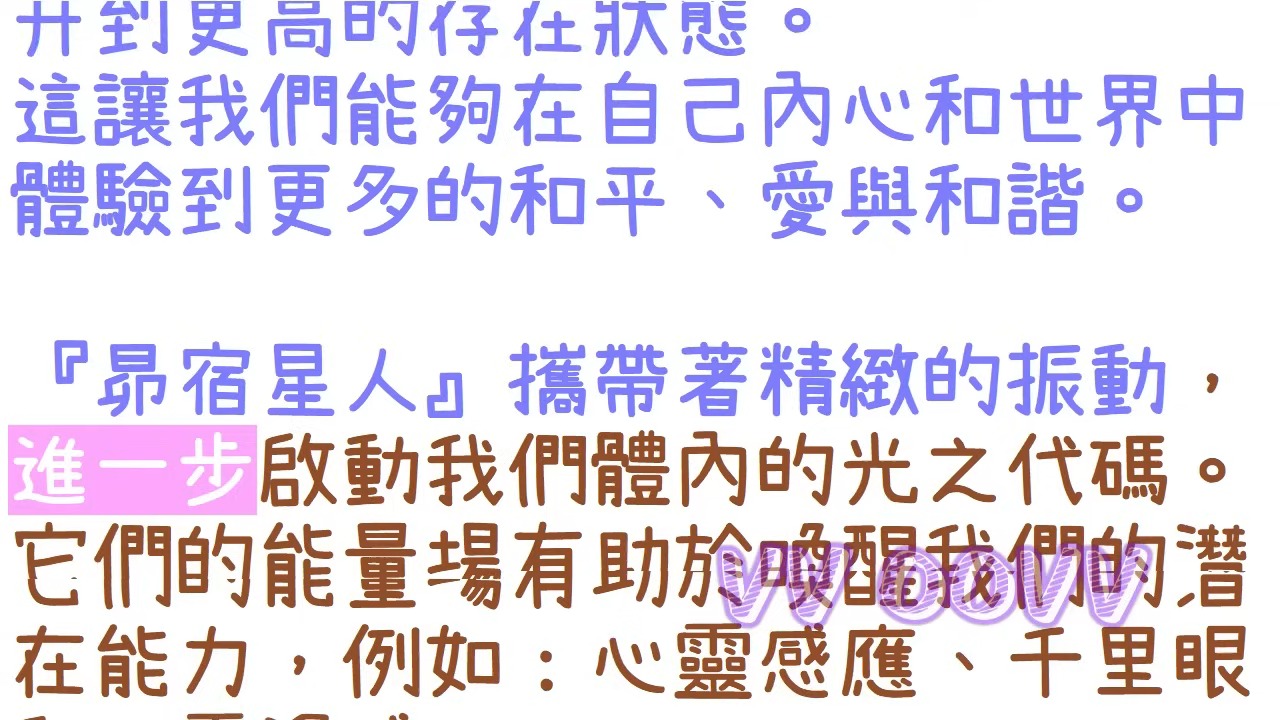 升到更高的存在狀態。
這讓我們能夠在自己內心和世界中
體驗到更多的和平、愛與和諧。
『昴宿星人』攜帶著精緻的振動，
進一步啟動我們體內的光之代碼。
它們的能量場有助於喚醒我們的潛
在能力，例如：心靈感應、千里眼